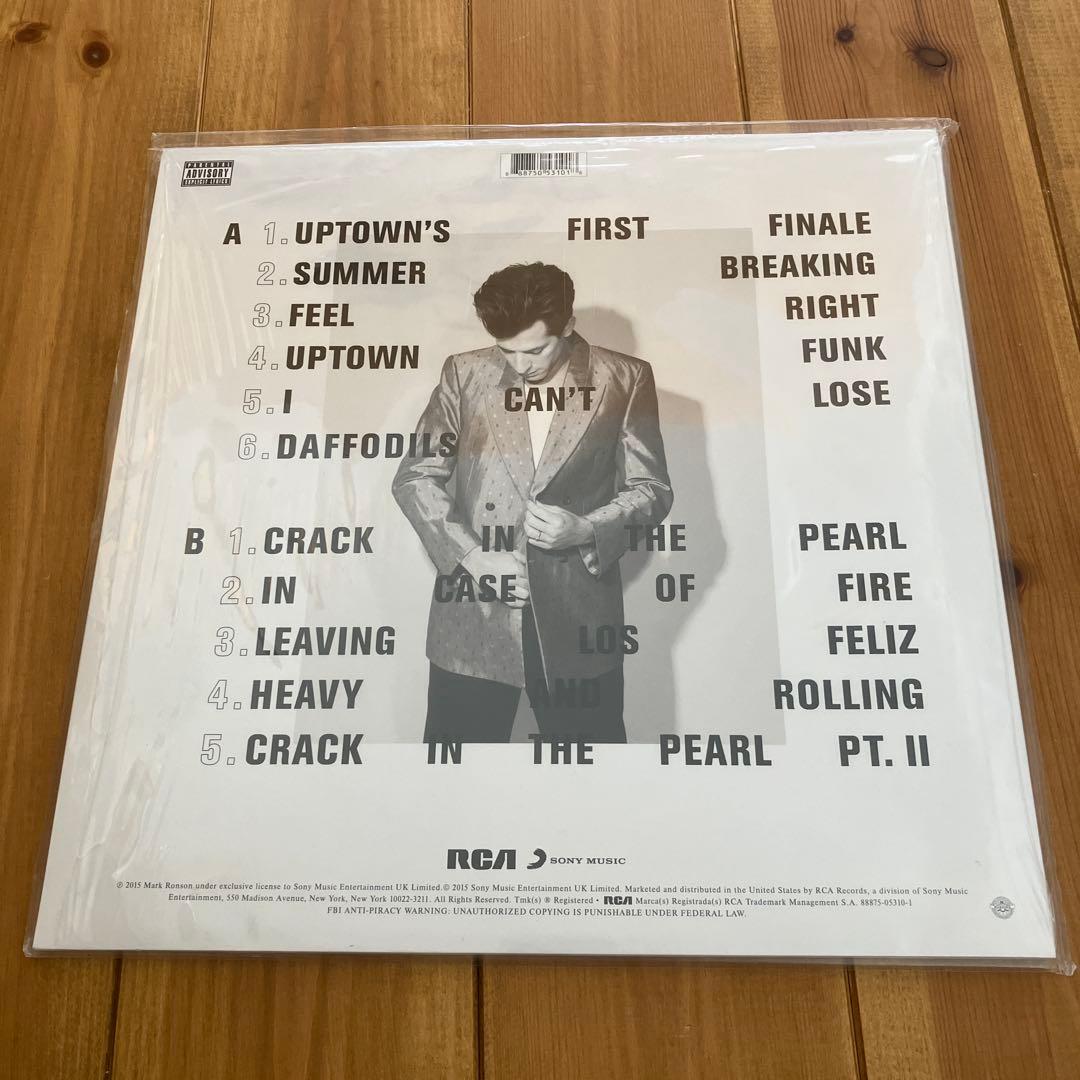 PARENTAL
ADVISORY
EXPLICIT LYRICS
8 88750 53101 6
A 1. UPTOWN'S FIRST FINALE
2. SUMMER BREAKING
3. FEEL RIGHT
4. UPTOWN FUNK
5. I CAN'T LOSE
6. DAFFODILS
B 1. CRACK IN THE PEARL
2. IN CASE OF FIRE
3. LEAVING LOS FELIZ
4. HEAVY AND ROLLING
5. CRACK IN THE PEARL PT. II
RCA SONY MUSIC
℗ 2015 Mark Ronson under exclusive license to Sony Music Entertainment UK Limited.© 2015 Sony Music Entertainment UK Limited. Marketed and distributed in the United States by RCA Records, a division of Sony Music
Entertainment, 550 Madison Avenue, New York, New York 10022-3211. All Rights Reserved. Tmk(s) ® Registered • RCA Marca(s) Registrada(s) RCA Trademark Management S.A. 88875-05310-1
FBI ANTI-PIRACY WARNING: UNAUTHORIZED COPYING IS PUNISHABLE UNDER FEDERAL LAW.